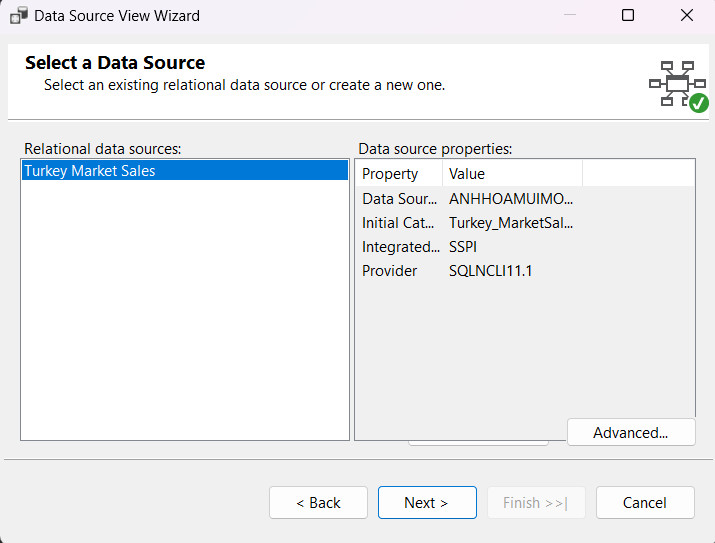 Data Source View Wizard
Select a Data Source
Select an existing relational data source or create a new one.
Relational data sources:
Turkey Market Sales
Data source properties:
Property Value
Data Sour... ANHHOAMUIMO...
Initial Cat... Turkey_MarketSal...
Integrated... SSPI
Provider SQLNCLI11.1
Advanced...
< Back Next > Finish >>| Cancel